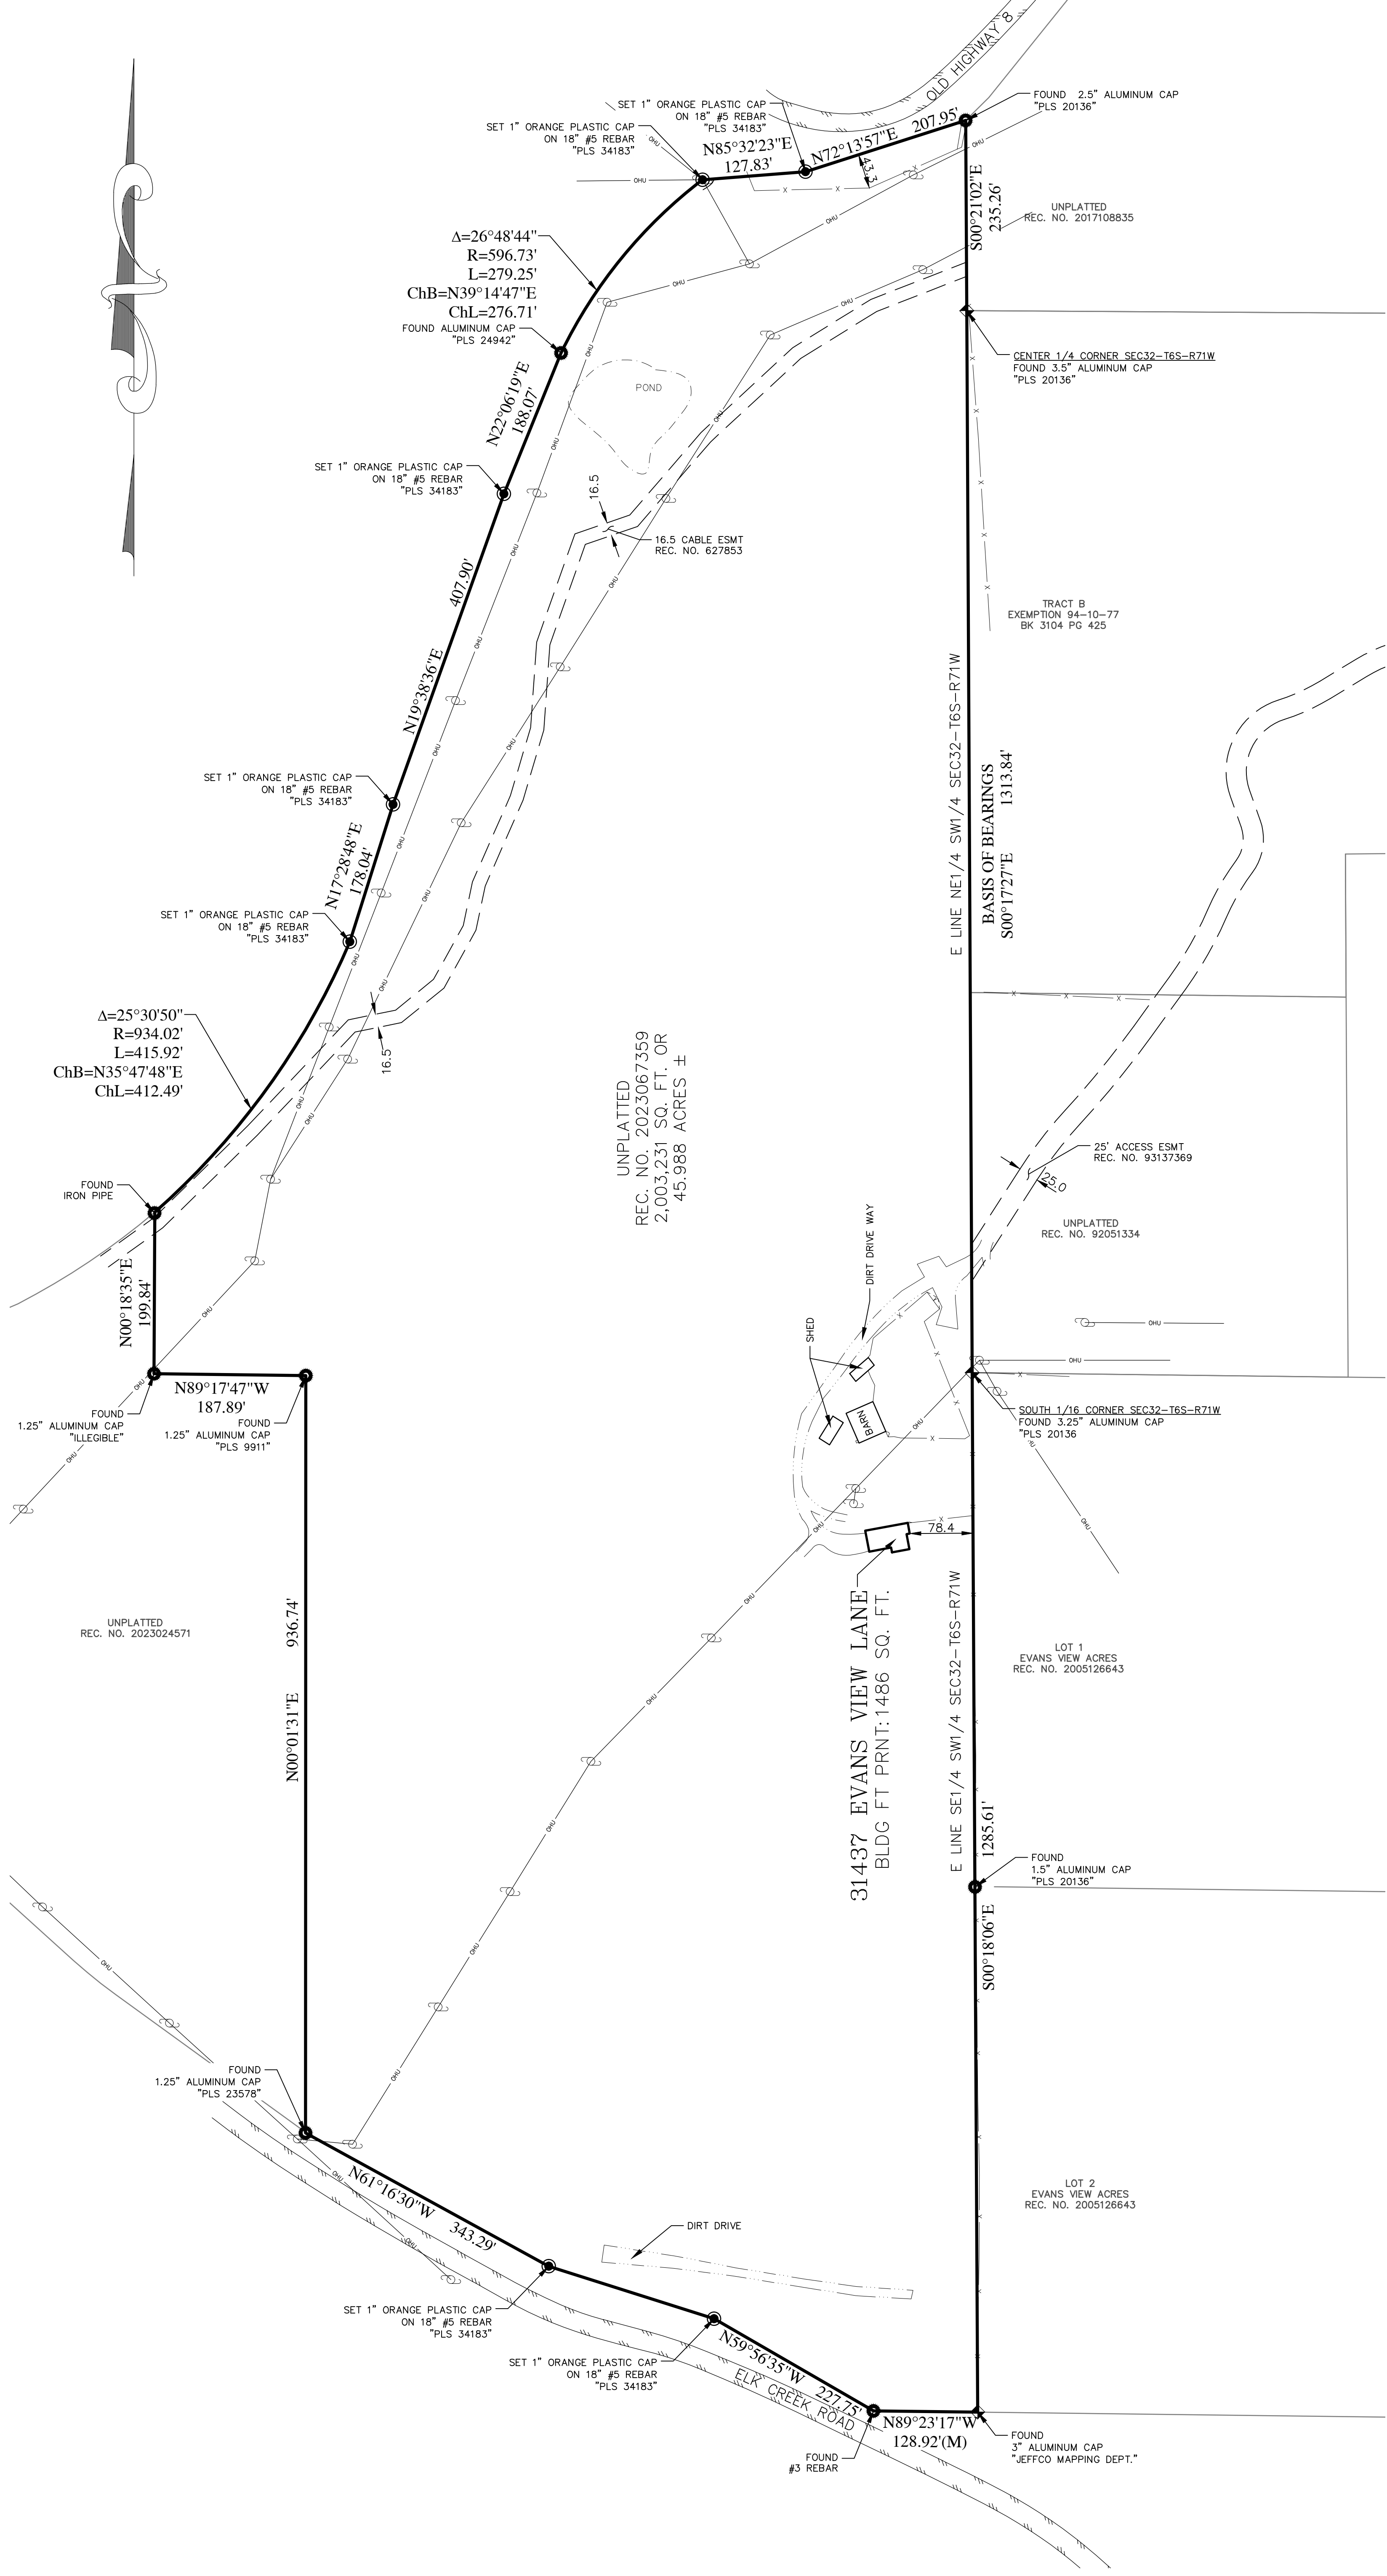 OLD HIGHWAY 8
FOUND 2.5" ALUMINUM CAP
"PLS 20136"
SET 1" ORANGE PLASTIC CAP
ON 18" #5 REBAR
"PLS 34183"
SET 1" ORANGE PLASTIC CAP
ON 18" #5 REBAR
"PLS 34183"
N85°32'23"E
127.83'
N72°13'57"E 207.95'
43.3
S00°21'02"E
235.26'
UNPLATTED
REC. NO. 2017108835
Δ=26°48'44"
R=596.73'
L=279.25'
ChB=N39°14'47"E
ChL=276.71'
FOUND ALUMINUM CAP
"PLS 24942"
CENTER 1/4 CORNER SEC32-T6S-R71W
FOUND 3.5" ALUMINUM CAP
"PLS 20136"
POND
N22°06'19"E
188.07'
SET 1" ORANGE PLASTIC CAP
ON 18" #5 REBAR
"PLS 34183"
16.5
16.5 CABLE ESMT
REC. NO. 627853
N19°38'36"E 407.90'
TRACT B
EXEMPTION 94-10-77
BK 3104 PG 425
E LINE NE1/4 SW1/4 SEC32-T6S-R71W
BASIS OF BEARINGS
S00°17'27"E 1313.84'
SET 1" ORANGE PLASTIC CAP
ON 18" #5 REBAR
"PLS 34183"
N17°28'48"E
178.04'
SET 1" ORANGE PLASTIC CAP
ON 18" #5 REBAR
"PLS 34183"
Δ=25°30'50"
R=934.02'
L=415.92'
ChB=N35°47'48"E
ChL=412.49'
16.5
UNPLATTED
REC. NO. 2023067359
2,003,231 SQ. FT. OR
45.988 ACRES ±
25' ACCESS ESMT
REC. NO. 93137369
25.0
FOUND
IRON PIPE
UNPLATTED
REC. NO. 92051334
DIRT DRIVE WAY
N00°18'35"E
199.84'
SHED
BARN
N89°17'47"W
187.89'
FOUND
1.25" ALUMINUM CAP
"ILLEGIBLE"
FOUND
1.25" ALUMINUM CAP
"PLS 9911"
SOUTH 1/16 CORNER SEC32-T6S-R71W
FOUND 3.25" ALUMINUM CAP
"PLS 20136
78.4
31437 EVANS VIEW LANE
BLDG FT PRNT:1486 SQ. FT.
E LINE SE1/4 SW1/4 SEC32-T6S-R71W
UNPLATTED
REC. NO. 2023024571
N00°01'31"E 936.74'
LOT 1
EVANS VIEW ACRES
REC. NO. 2005126643
S00°18'06"E 1285.61'
FOUND
1.5" ALUMINUM CAP
"PLS 20136"
FOUND
1.25" ALUMINUM CAP
"PLS 23578"
N61°16'30"W 343.29'
LOT 2
EVANS VIEW ACRES
REC. NO. 2005126643
DIRT DRIVE
SET 1" ORANGE PLASTIC CAP
ON 18" #5 REBAR
"PLS 34183"
SET 1" ORANGE PLASTIC CAP
ON 18" #5 REBAR
"PLS 34183"
N59°56'35"W 227.75'
ELK CREEK ROAD
N89°23'17"W
128.92'(M)
FOUND
#3 REBAR
FOUND
3" ALUMINUM CAP
"JEFFCO MAPPING DEPT."